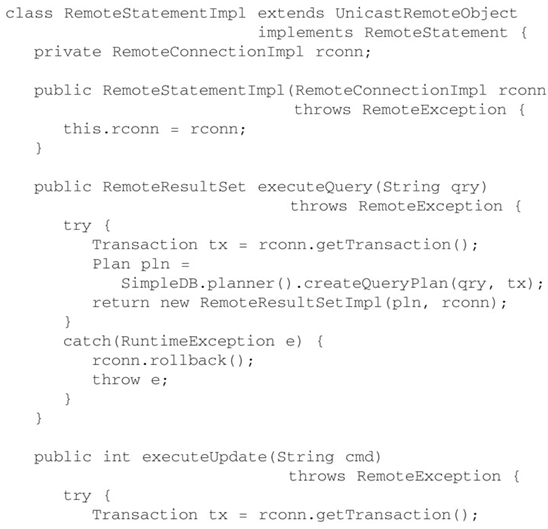 class RemoteStatementImpl extends UnicastRemoteObject
implements RemoteStatement {
private RemoteConnectionImpl rconn;
public RemoteStatementImpl(RemoteConnectionImpl rconn
throws RemoteException {
this.rconn = rconn;
}
public RemoteResultSet executeQuery(String qry)
throws RemoteException {
try {
Transaction tx = rconn.getTransaction();
Plan pln =
SimpleDB.planner().createQueryPlan(qry, tx);
return new RemoteResultSetImpl(pln, rconn);
}
catch(RuntimeException e) {
rconn.rollback();
throw e;
}
}
public int executeUpdate(String cmd)
throws RemoteException {
try {
Transaction tx = rconn.getTransaction();